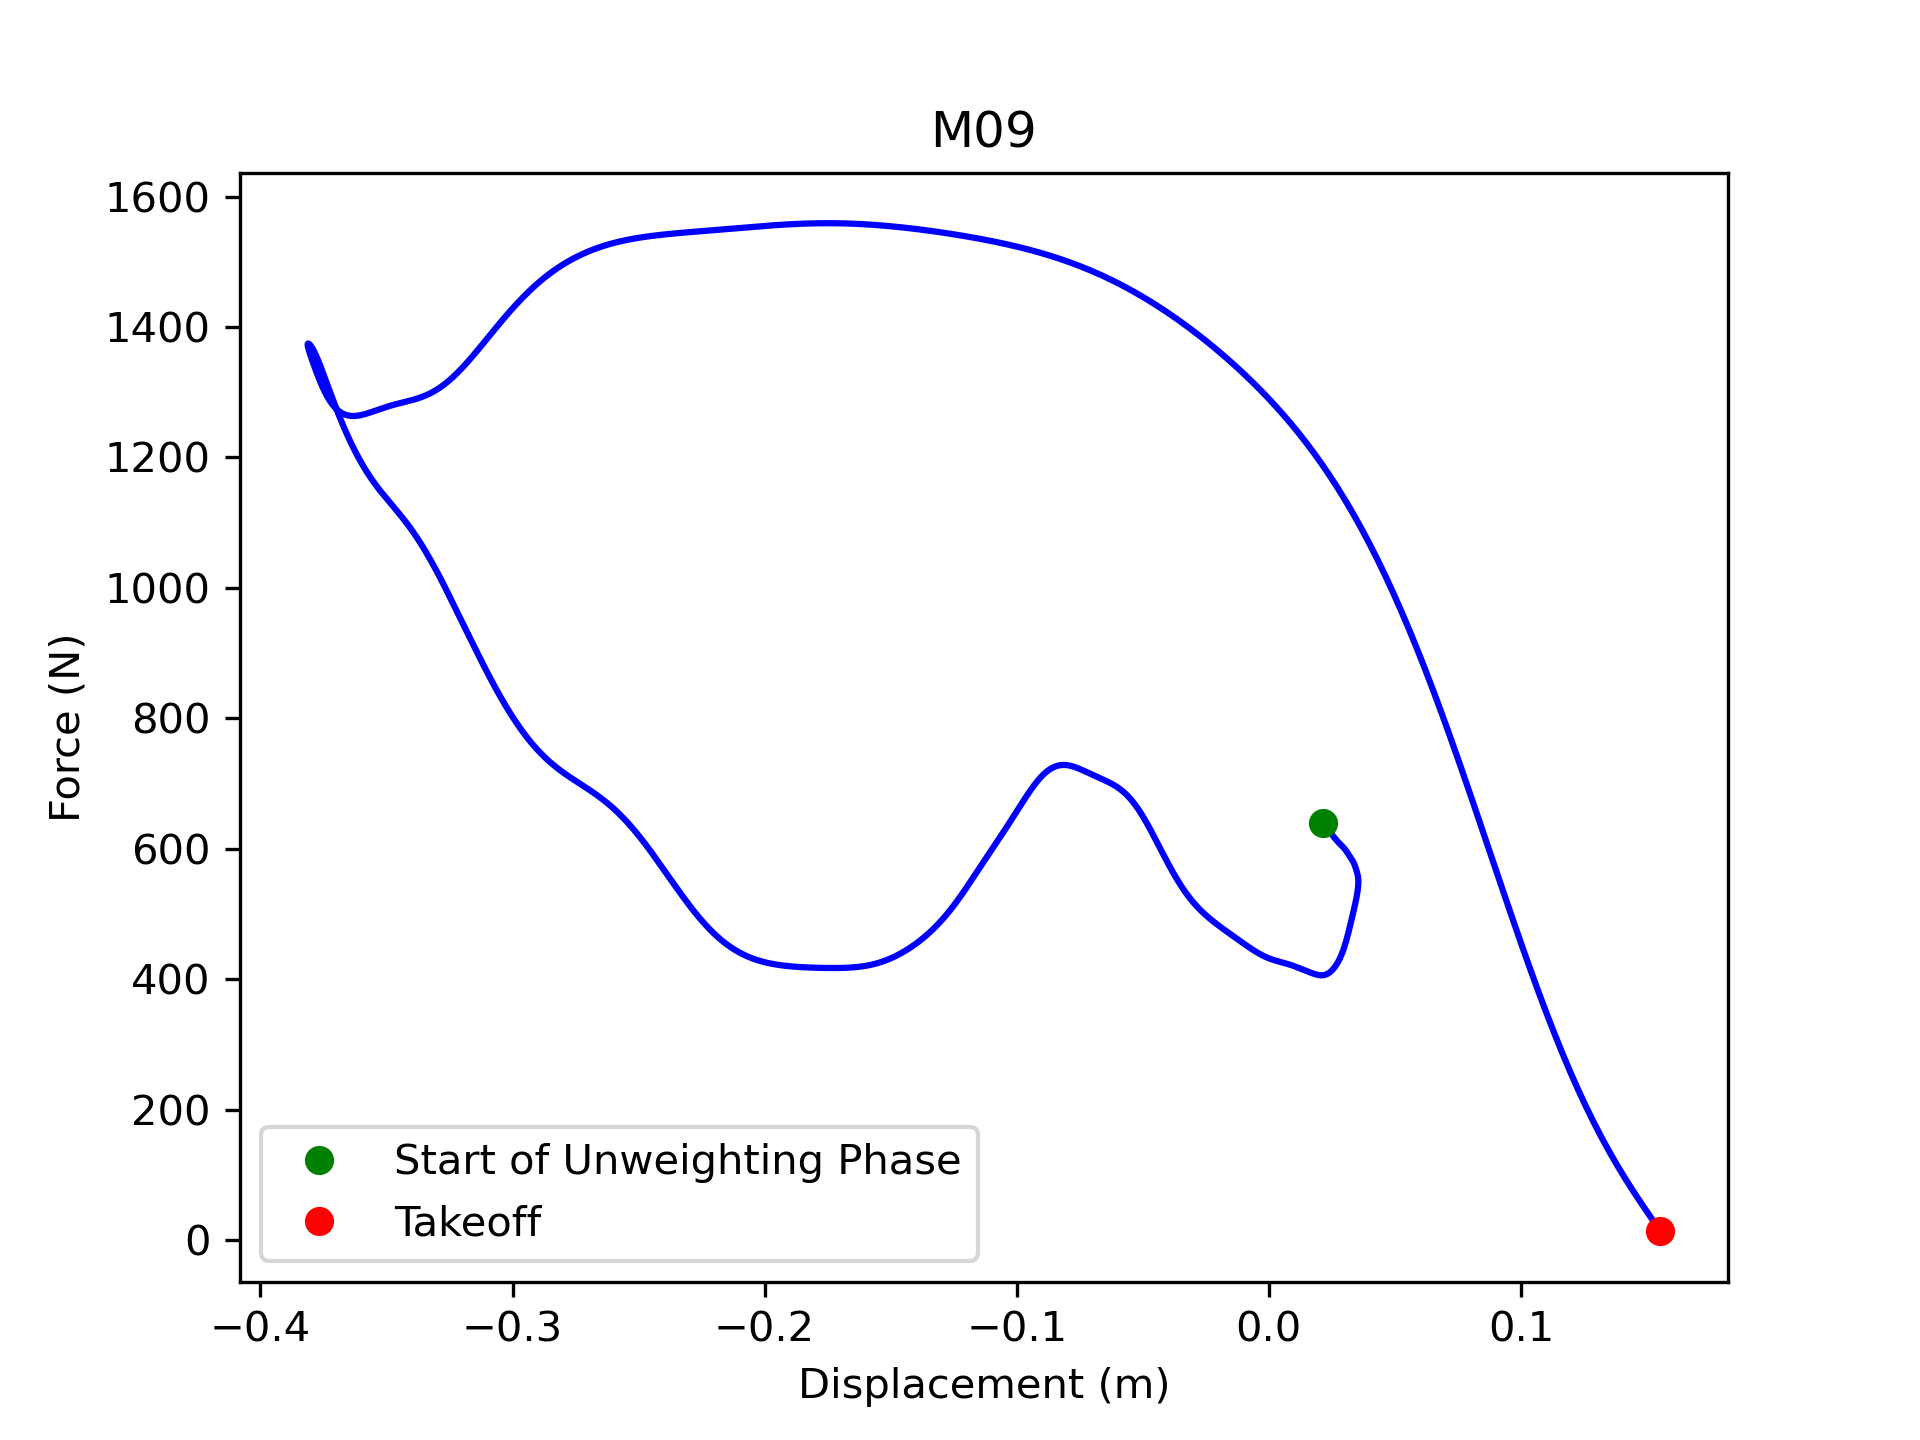 M09
1600
1400
1200
1000
800
600
400
200
0
Force (N)
Start of Unweighting Phase
Takeoff
−0.4 −0.3 −0.2 −0.1 0.0 0.1
Displacement (m)